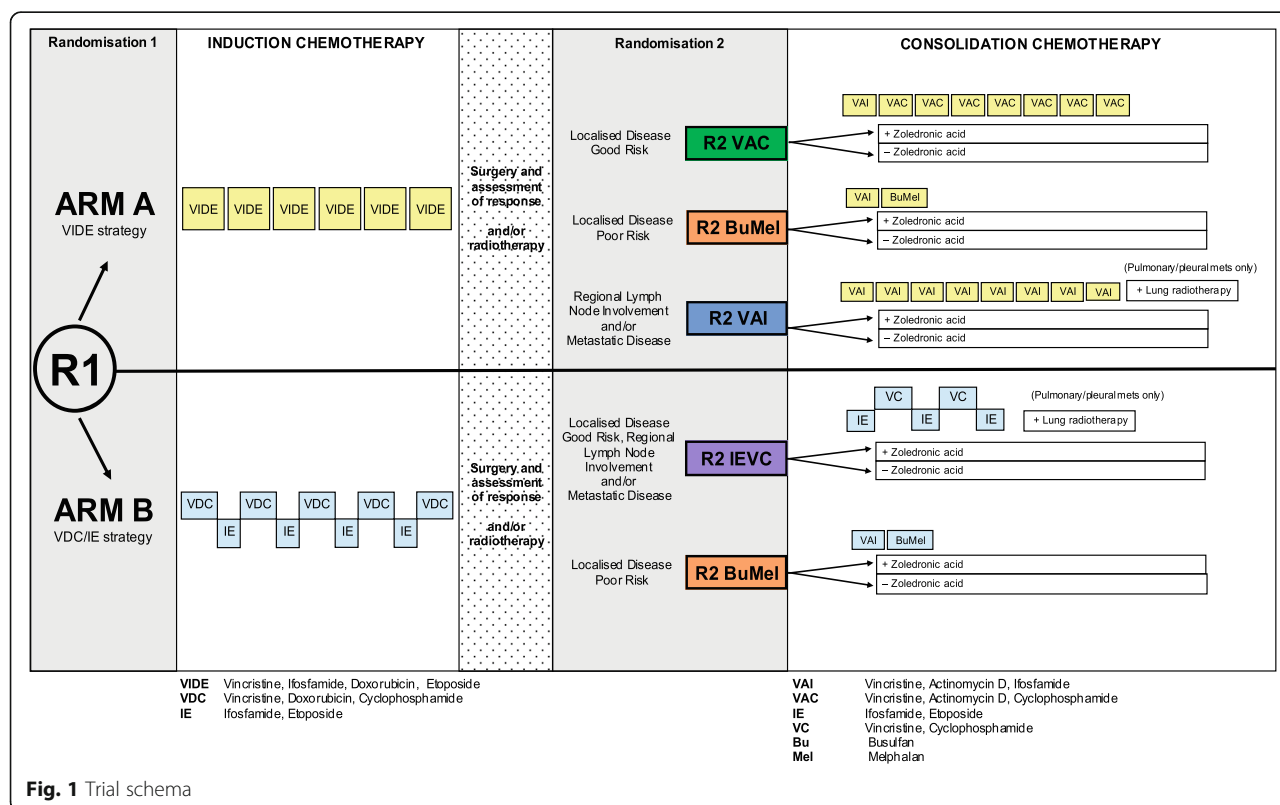 Randomisation 1
INDUCTION CHEMOTHERAPY
Randomisation 2
CONSOLIDATION CHEMOTHERAPY
ARM A
VIDE strategy
VIDE VIDE VIDE VIDE VIDE VIDE
Surgery and
assessment
of response
and/or
radiotherapy
Localised Disease
Good Risk
R2 VAC
VAI VAC VAC VAC VAC VAC VAC VAC
+ Zoledronic acid
– Zoledronic acid
Localised Disease
Poor Risk
R2 BuMel
VAI BuMel
+ Zoledronic acid
– Zoledronic acid
Regional Lymph
Node Involvement
and/or
Metastatic Disease
R2 VAI
(Pulmonary/pleural mets only)
VAI VAI VAI VAI VAI VAI VAI VAI + Lung radiotherapy
+ Zoledronic acid
– Zoledronic acid
R1
ARM B
VDC/IE strategy
VDC VDC VDC VDC VDC
IE IE IE IE
Surgery and
assessment
of response
and/or
radiotherapy
Localised Disease
Good Risk, Regional
Lymph Node
Involvement
and/or
Metastatic Disease
R2 IEVC
VC VC (Pulmonary/pleural mets only)
IE IE IE + Lung radiotherapy
+ Zoledronic acid
– Zoledronic acid
Localised Disease
Poor Risk
R2 BuMel
VAI BuMel
+ Zoledronic acid
– Zoledronic acid
VIDE Vincristine, Ifosfamide, Doxorubicin, Etoposide
VDC Vincristine, Doxorubicin, Cyclophosphamide
IE Ifosfamide, Etoposide
VAI Vincristine, Actinomycin D, Ifosfamide
VAC Vincristine, Actinomycin D, Cyclophosphamide
IE Ifosfamide, Etoposide
VC Vincristine, Cyclophosphamide
Bu Busulfan
Mel Melphalan
Fig. 1 Trial schema